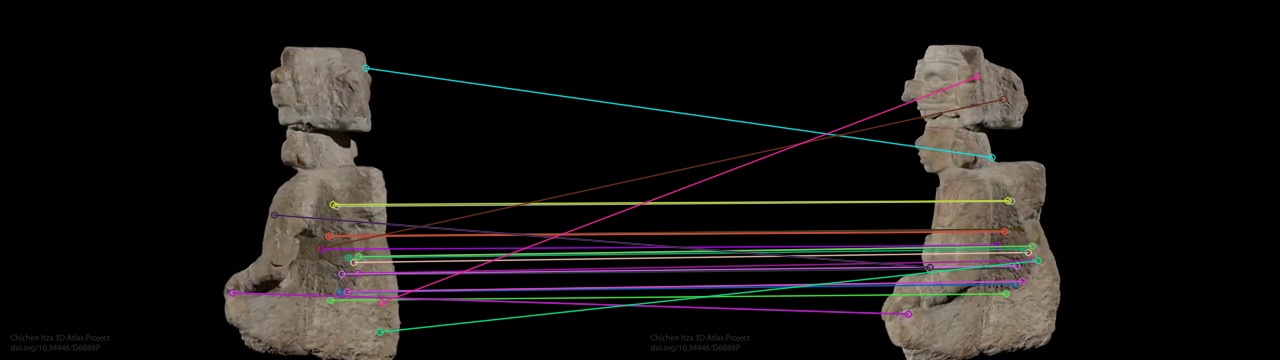 Chichen Itza 3D Atlas Project
doi.org/10.34946/D6B88P
Chichen Itza 3D Atlas Project
doi.org/10.34946/D6B88P